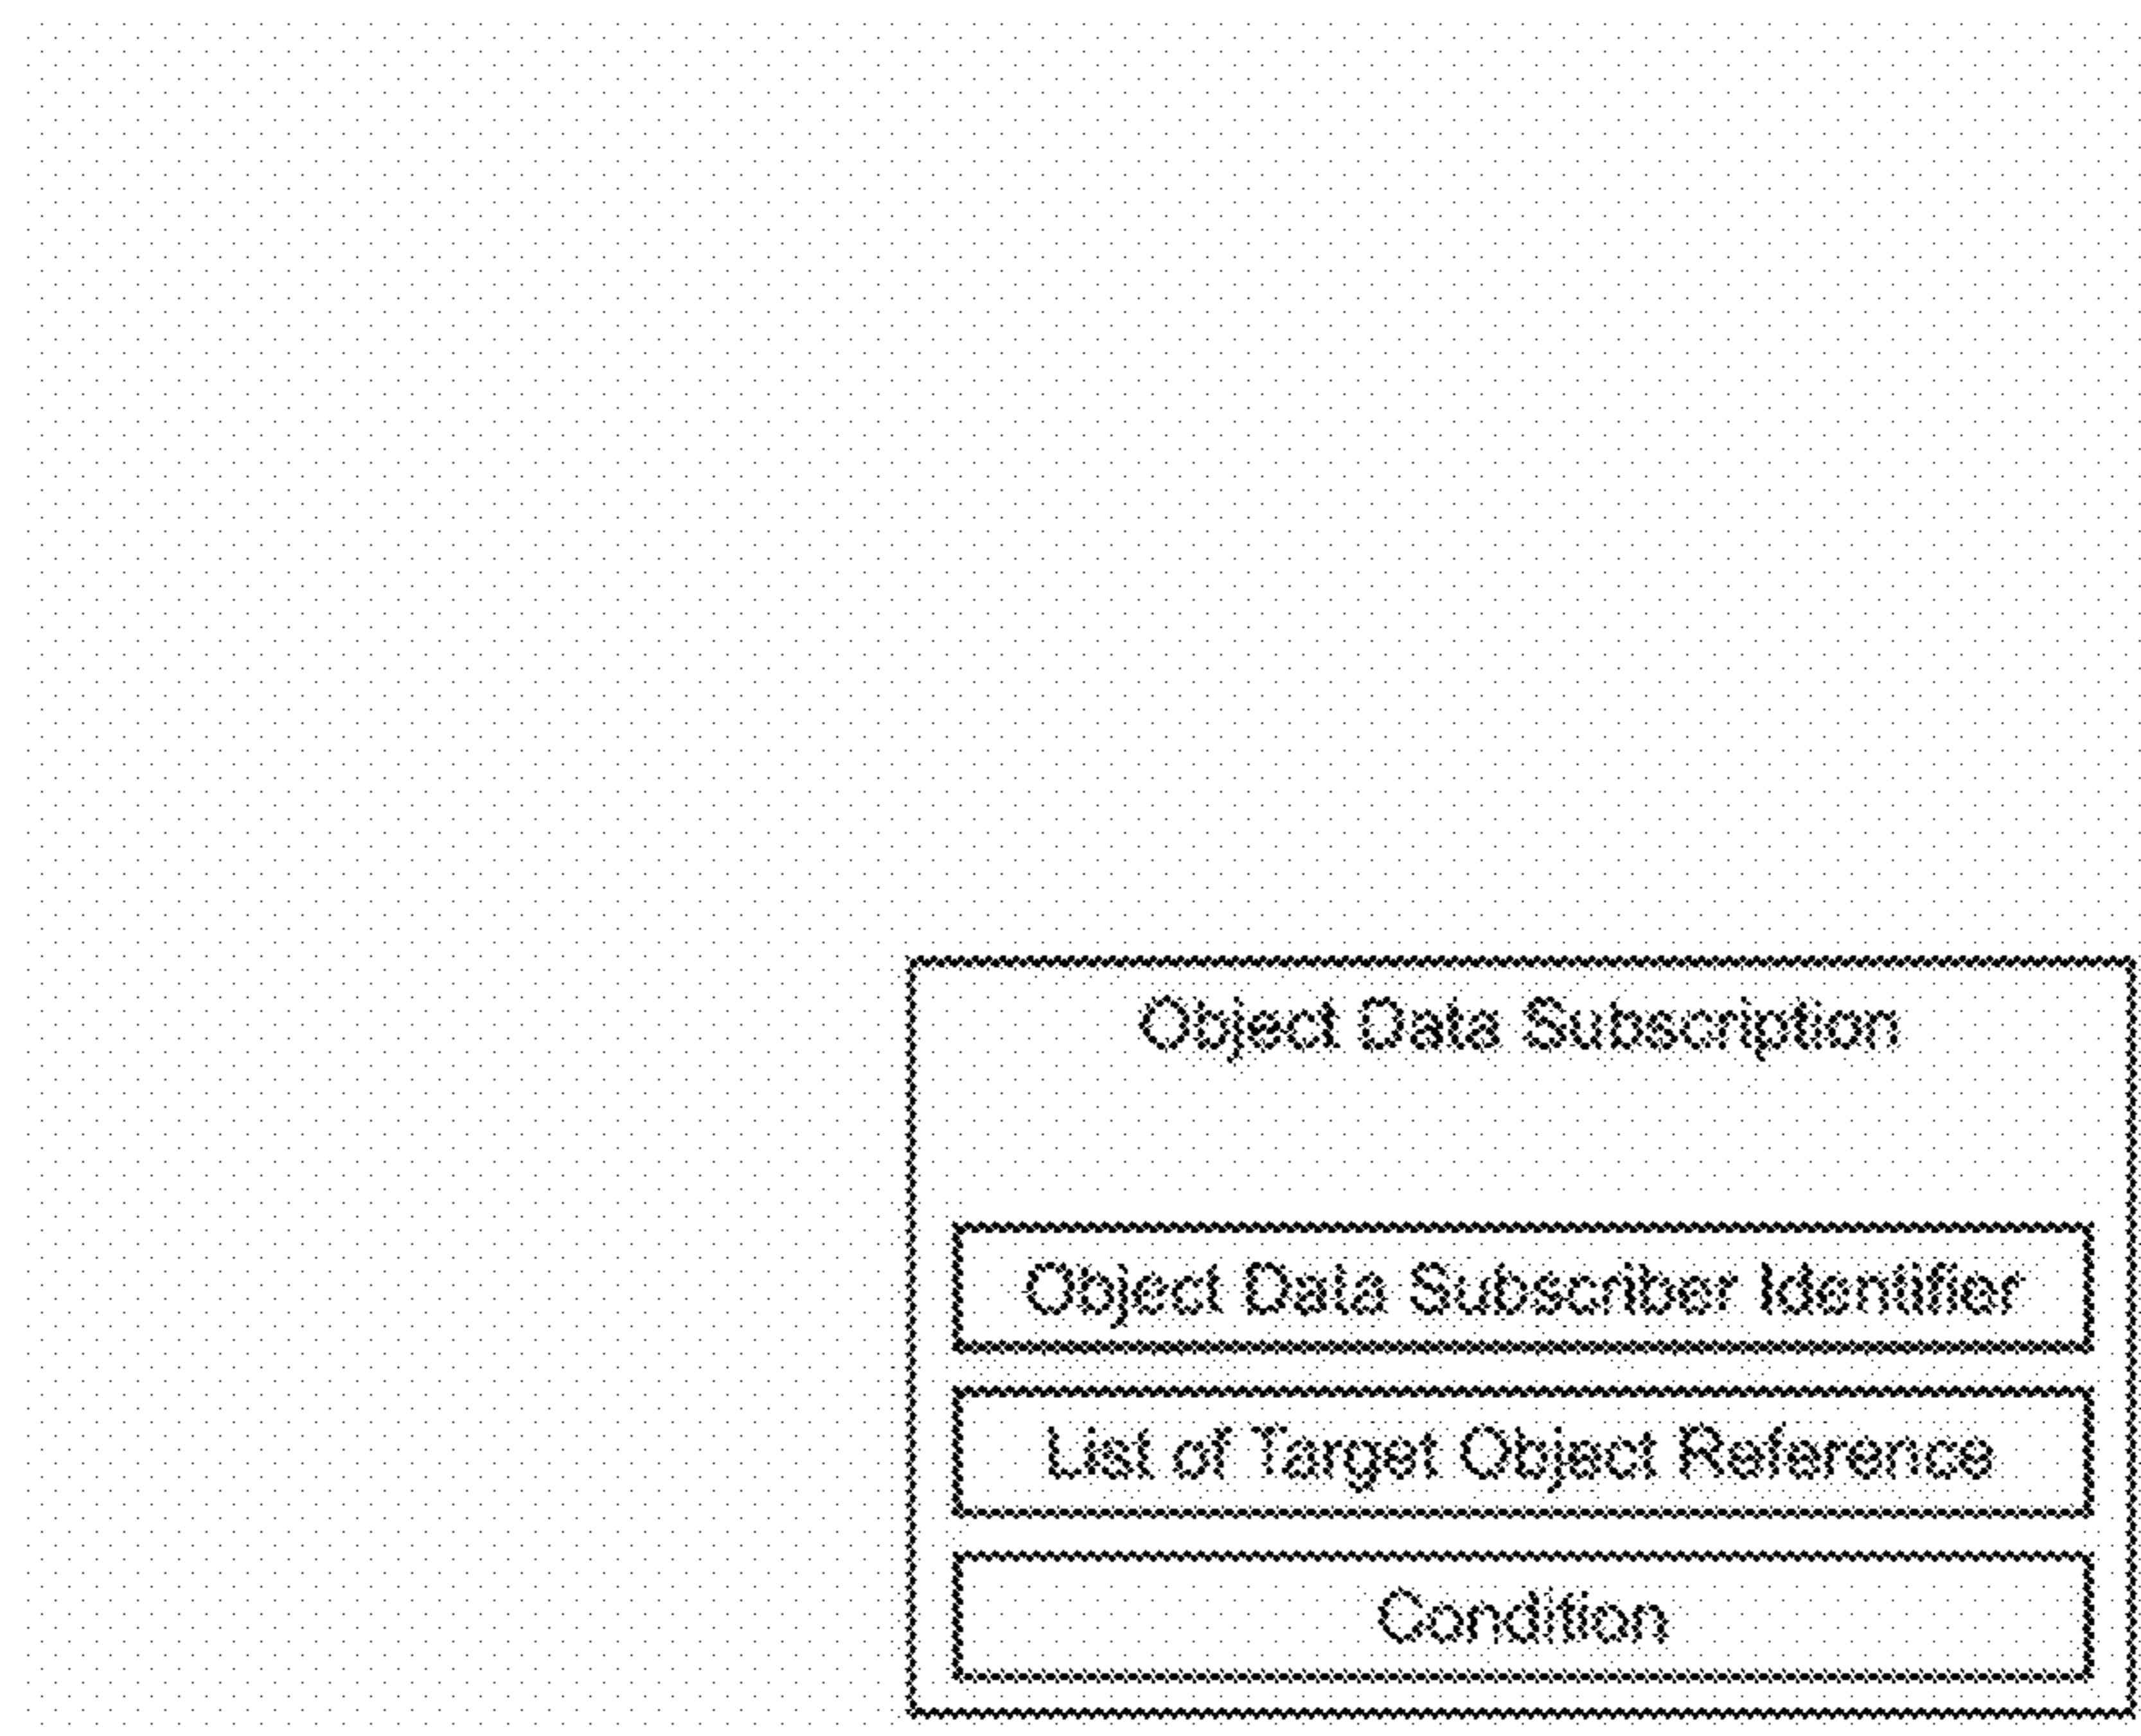 Object Data Subscription
Object Data Subscriber Identifier
List of Target Object Reference
Condition